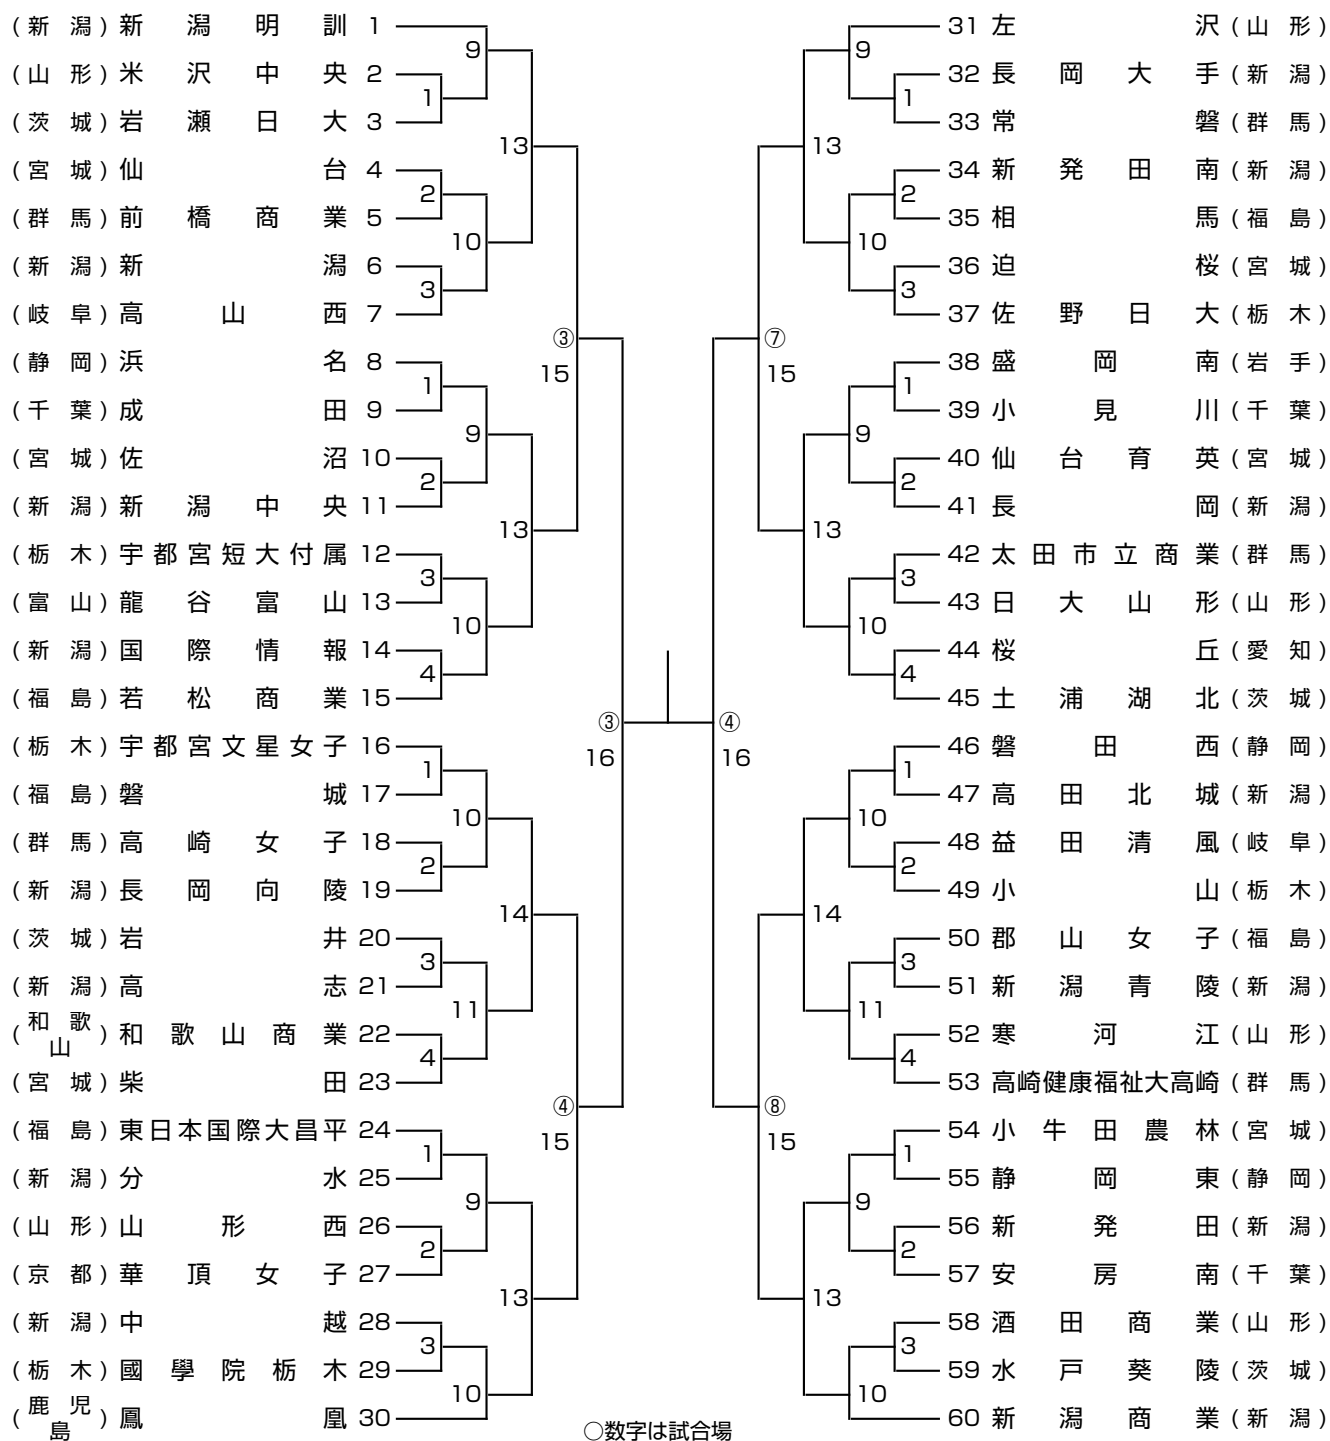 (新潟) 新潟明訓 1
(山形) 米沢中央 2
(茨城) 岩瀬日大 3
(宮城) 仙台 4
(群馬) 前橋商業 5
(新潟) 新潟 6
(岐阜) 高山西 7
(静岡) 浜名 8
(千葉) 成田 9
(宮城) 佐沼 10
(新潟) 新潟中央 11
(栃木) 宇都宮短大付属 12
(富山) 龍谷富山 13
(新潟) 国際情報 14
(福島) 若松商業 15
(栃木) 宇都宮文星女子 16
(福島) 磐城 17
(群馬) 高崎女子 18
(新潟) 長岡向陵 19
(茨城) 岩井 20
(新潟) 高志 21
(和歌山) 和歌山商業 22
(宮城) 柴田 23
(福島) 東日本国際大昌平 24
(新潟) 分水 25
(山形) 山形西 26
(京都) 華頂女子 27
(新潟) 中越 28
(栃木) 國學院栃木 29
(鹿児島) 鳳凰 30
1
2
3
1
2
3
4
1
2
3
4
1
2
3
9
10
9
10
10
11
9
10
13
13
14
13
③
15
④
15
③
16
④
16
⑦
15
⑧
15
13
13
14
13
9
10
9
10
10
11
9
10
1
2
3
1
2
3
4
1
2
3
4
1
2
3
31 左沢 (山形)
32 長岡大手 (新潟)
33 常磐 (群馬)
34 新発田南 (新潟)
35 相馬 (福島)
36 迫桜 (宮城)
37 佐野日大 (栃木)
38 盛岡南 (岩手)
39 小見川 (千葉)
40 仙台育英 (宮城)
41 長岡 (新潟)
42 太田市立商業 (群馬)
43 日大山形 (山形)
44 桜丘 (愛知)
45 土浦湖北 (茨城)
46 磐田西 (静岡)
47 高田北城 (新潟)
48 益田清風 (岐阜)
49 小山 (栃木)
50 郡山女子 (福島)
51 新潟青陵 (新潟)
52 寒河江 (山形)
53 高崎健康福祉大高崎 (群馬)
54 小牛田農林 (宮城)
55 静岡東 (静岡)
56 新発田 (新潟)
57 安房南 (千葉)
58 酒田商業 (山形)
59 水戸葵陵 (茨城)
60 新潟商業 (新潟)
○数字は試合場